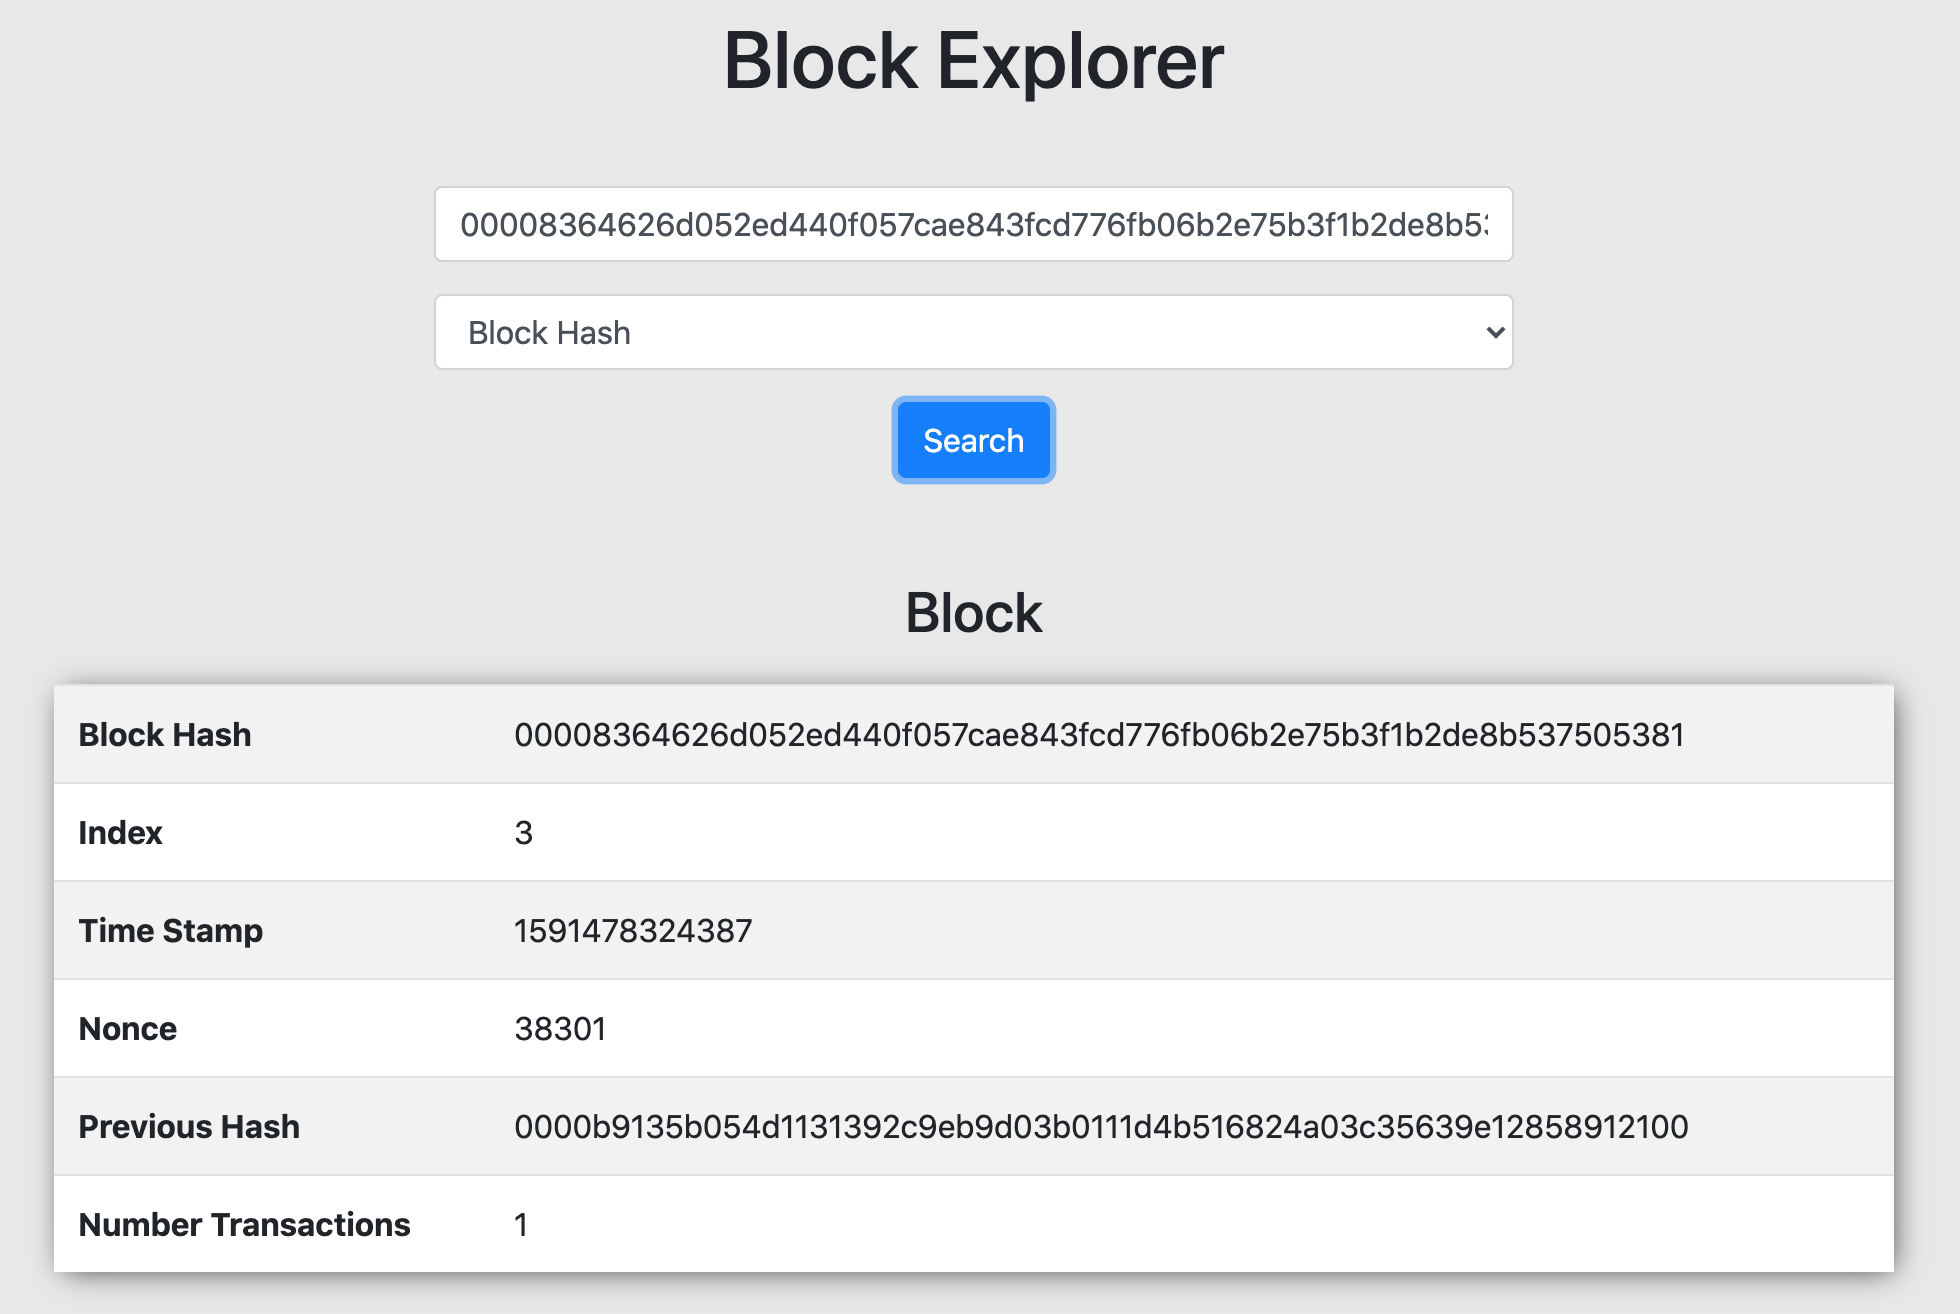 Block Explorer
00008364626d052ed440f057cae843fcd776fb06b2e75b3f1b2de8b5
Block Hash
Search
Block
Block Hash 00008364626d052ed440f057cae843fcd776fb06b2e75b3f1b2de8b537505381
Index 3
Time Stamp 1591478324387
Nonce 38301
Previous Hash 0000b9135b054d1131392c9eb9d03b0111d4b516824a03c35639e12858912100
Number Transactions 1